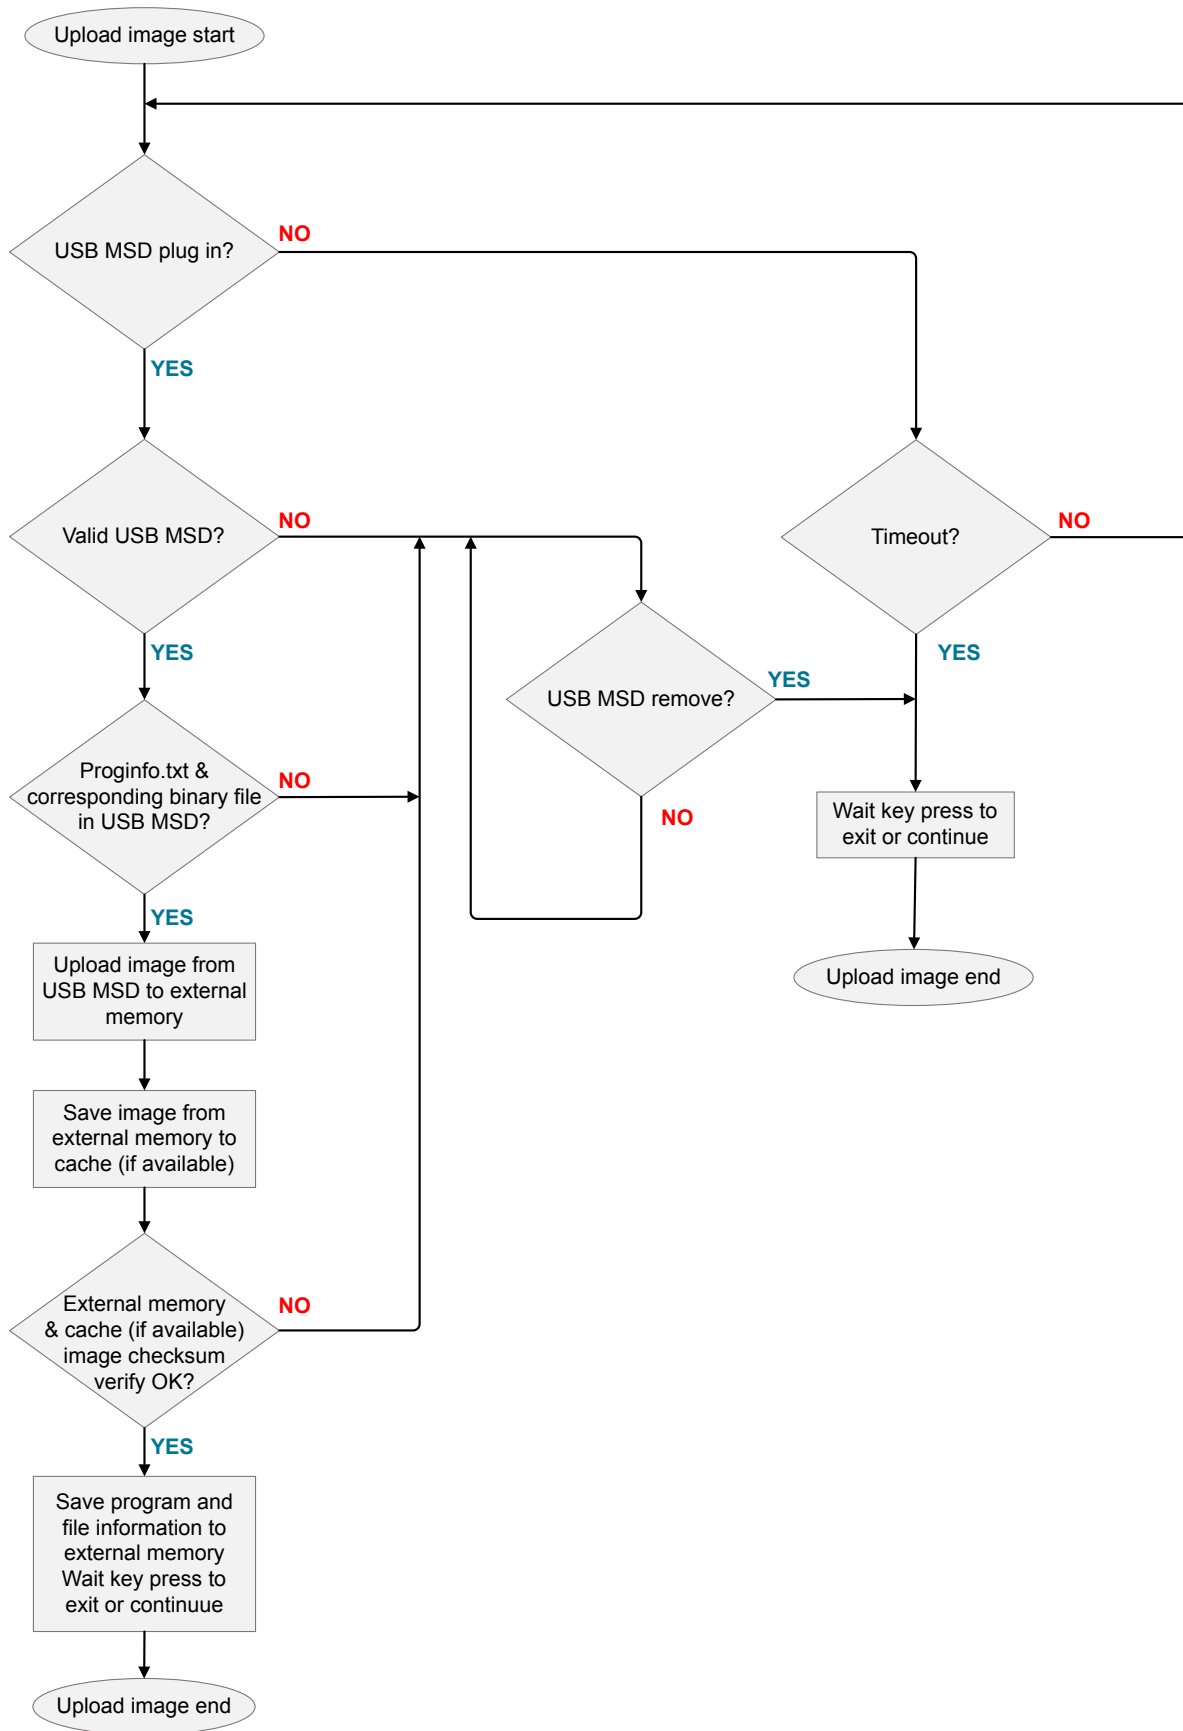 Upload image start
USB MSD plug in?
NO
YES
Valid USB MSD?
NO
YES
Timeout?
NO
YES
USB MSD remove?
YES
NO
Proginfo.txt &
corresponding binary file
in USB MSD?
NO
YES
Wait key press to
exit or continue
Upload image end
Upload image from
USB MSD to external
memory
Save image from
external memory to
cache (if available)
External memory
& cache (if available)
image checksum
verify OK?
NO
YES
Save program and
file information to
external memory
Wait key press to
exit or continuue
Upload image end